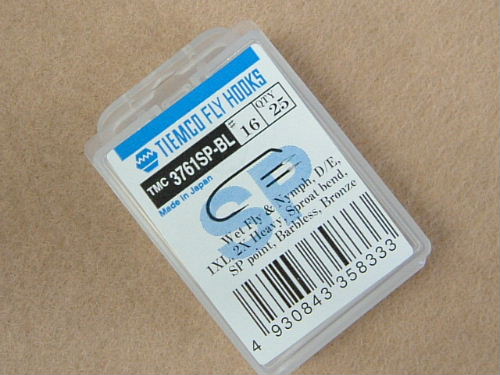 TIEMCO FLY HOOKS
TMC 3761SP-BL
# 16
QTY 25
Made in Japan
SP
Wet Fly & Nymph, D/E,
1XL, 2X Heavy, Sproat bend,
SP point, Barbless, Bronze
4 930843 358333